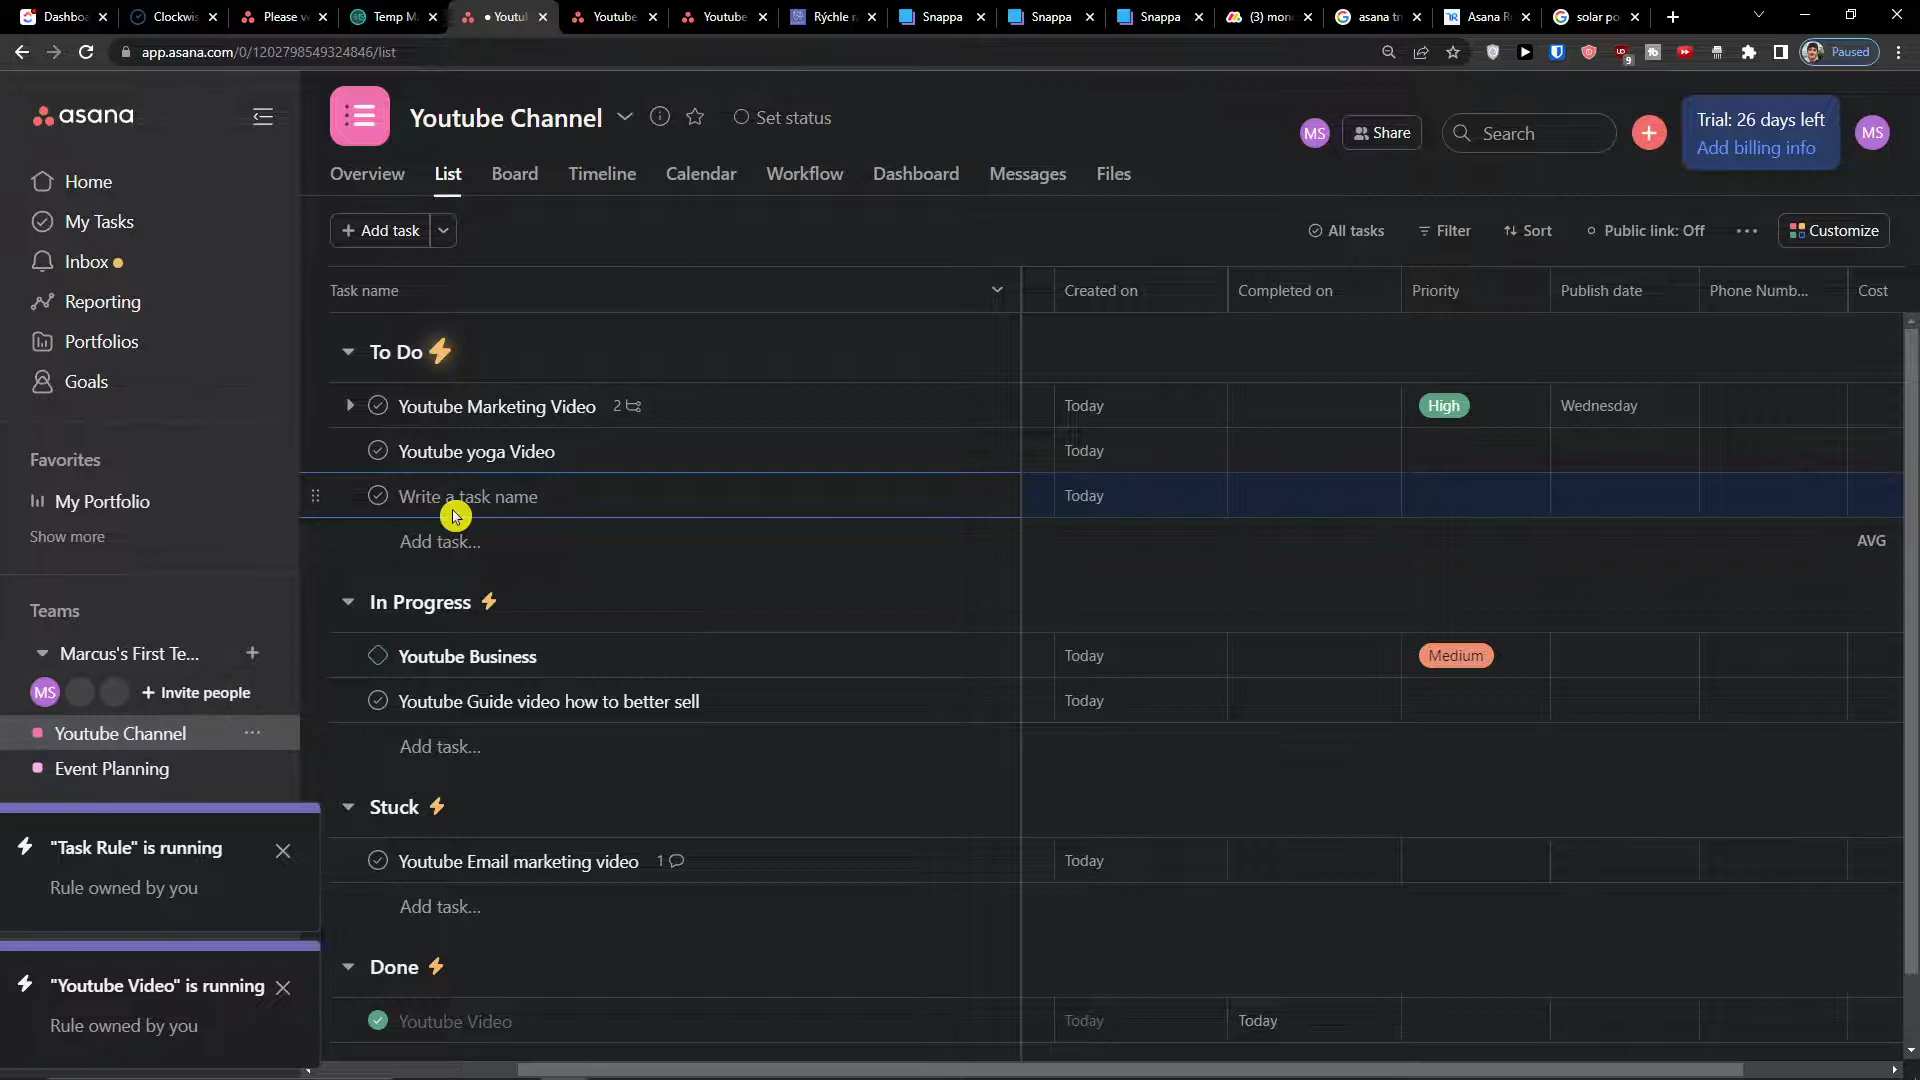 Dashbo
Clockwis
Please ve
Temp M
• Youtu
Youtube
Youtube
Rýchle
Snappa
Snappa
Snappa
(3) mon
asana tr
Asana R
solar po
app.asana.com/0/1202798549324846/list
9
Paused
asana
Home
My Tasks
Inbox
Reporting
Portfolios
Goals
Favorites
My Portfolio
Show more
Teams
Marcus's First Te...
MS
Invite people
Youtube Channel
Event Planning
"Task Rule" is running
Rule owned by you
"Youtube Video" is running
Rule owned by you
Youtube Channel
Set status
MS
Share
Search
Trial: 26 days left
Add billing info
MS
Overview
List
Board
Timeline
Calendar
Workflow
Dashboard
Messages
Files
+ Add task
All tasks
Filter
Sort
Public link: Off
Customize
Task name
Created on
Completed on
Priority
Publish date
Phone Numb...
Cost
To Do
Youtube Marketing Video 2
Today
High
Wednesday
Youtube yoga Video
Today
Write a task name
Today
Add task...
AVG
In Progress
Youtube Business
Today
Medium
Youtube Guide video how to better sell
Today
Add task...
Stuck
Youtube Email marketing video 1
Today
Add task...
Done
Youtube Video
Today
Today